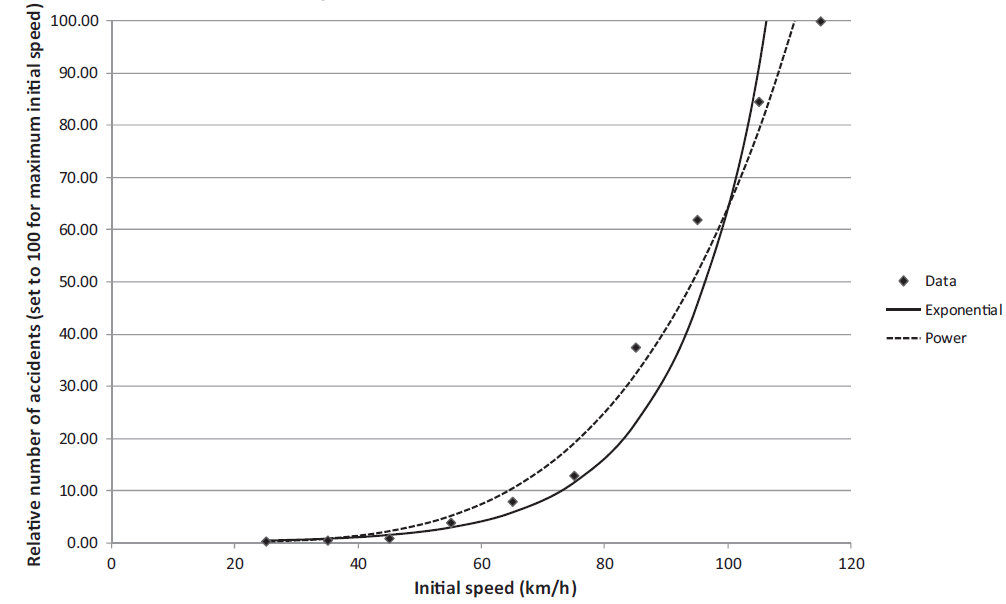 Relative number of accidents (set to 100 for maximum initial speed)
100.00
90.00
80.00
70.00
60.00
50.00
40.00
30.00
20.00
10.00
0.00
0 20 40 60 80 100 120
Initial speed (km/h)
Data
Exponential
Power